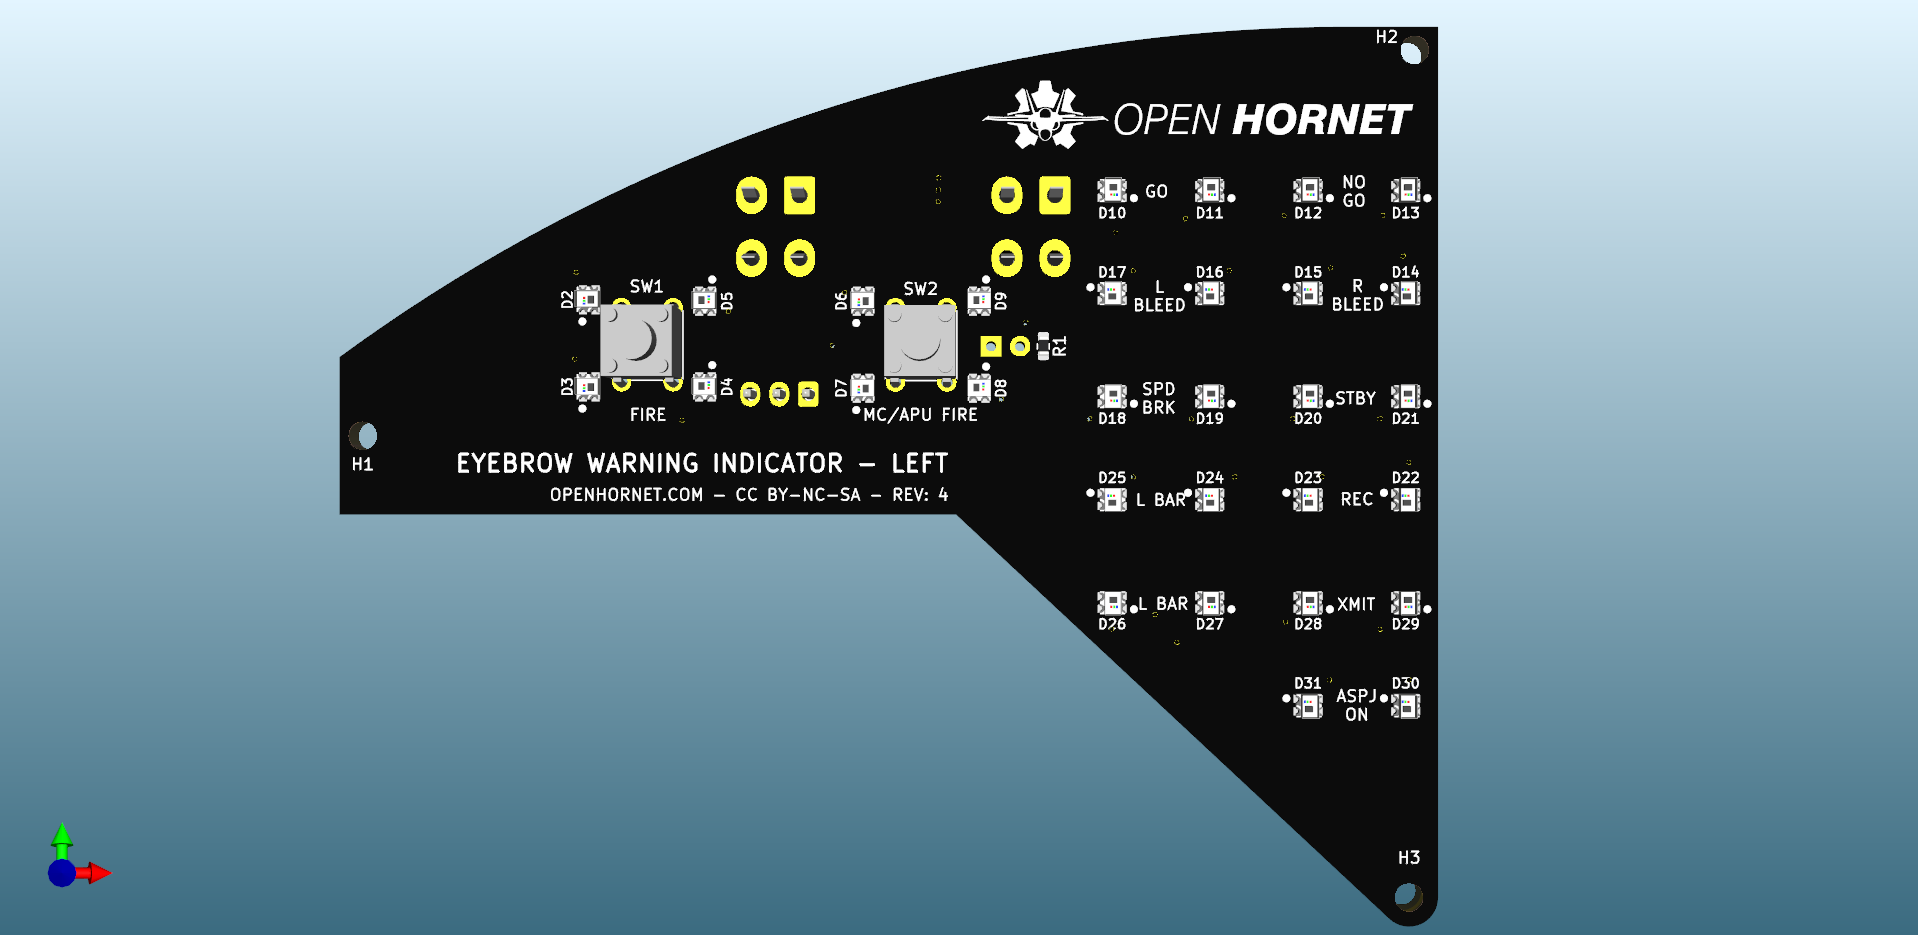 H2
OPEN HORNET
GO
NO
GO
D10
D11
D12
D13
D17
D16
D15
D14
L
BLEED
R
BLEED
SW1
SW2
D2
D5
D6
D9
R1
D3
D4
D7
D8
FIRE
MC/APU FIRE
SPD
BRK
STBY
D18
D19
D20
D21
H1
EYEBROW WARNING INDICATOR - LEFT
OPENHORNET.COM - CC BY-NC-SA - REV: 4
D25
D24
D23
D22
L BAR
REC
L BAR
XMIT
D26
D27
D28
D29
D31
D30
ASPJ
ON
H3